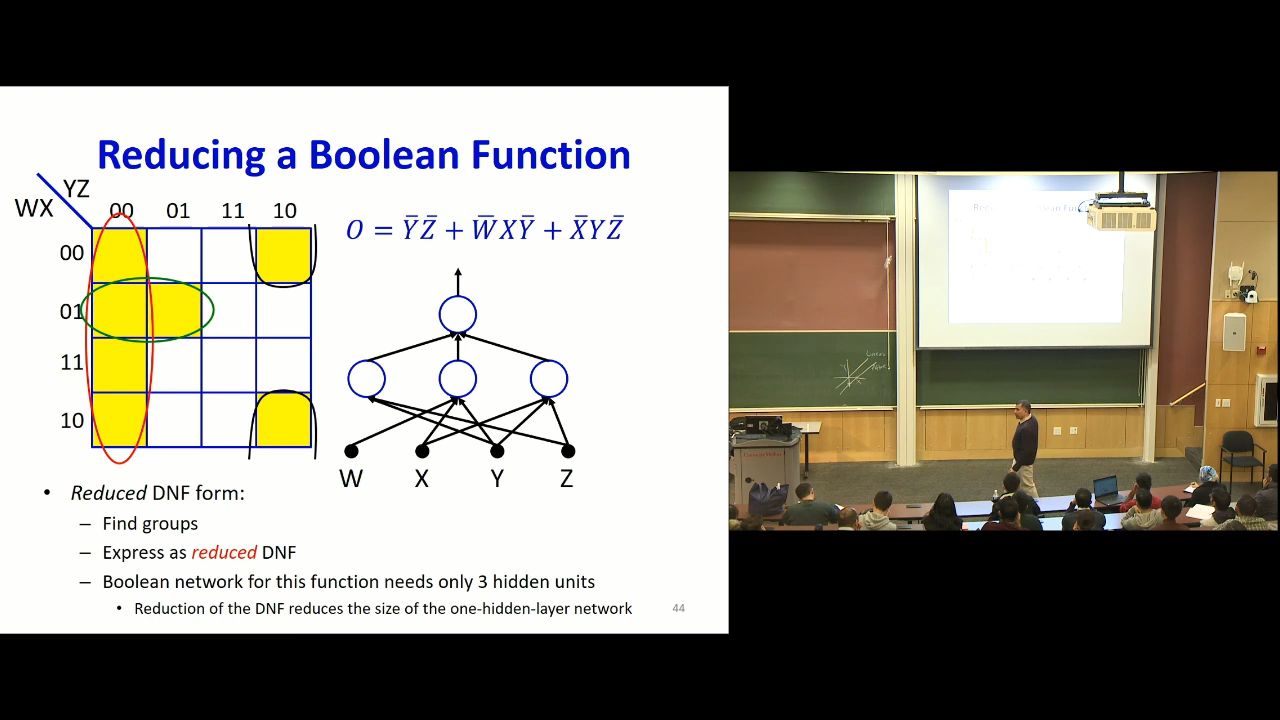 Reducing a Boolean Function
YZ
WX
00 01 11 10
00
01
11
10
O = Y̅Z̅ + W̅XY̅ + X̅YZ̅
W X Y Z
• Reduced DNF form:
– Find groups
– Express as reduced DNF
– Boolean network for this function needs only 3 hidden units
• Reduction of the DNF reduces the size of the one-hidden-layer network
44